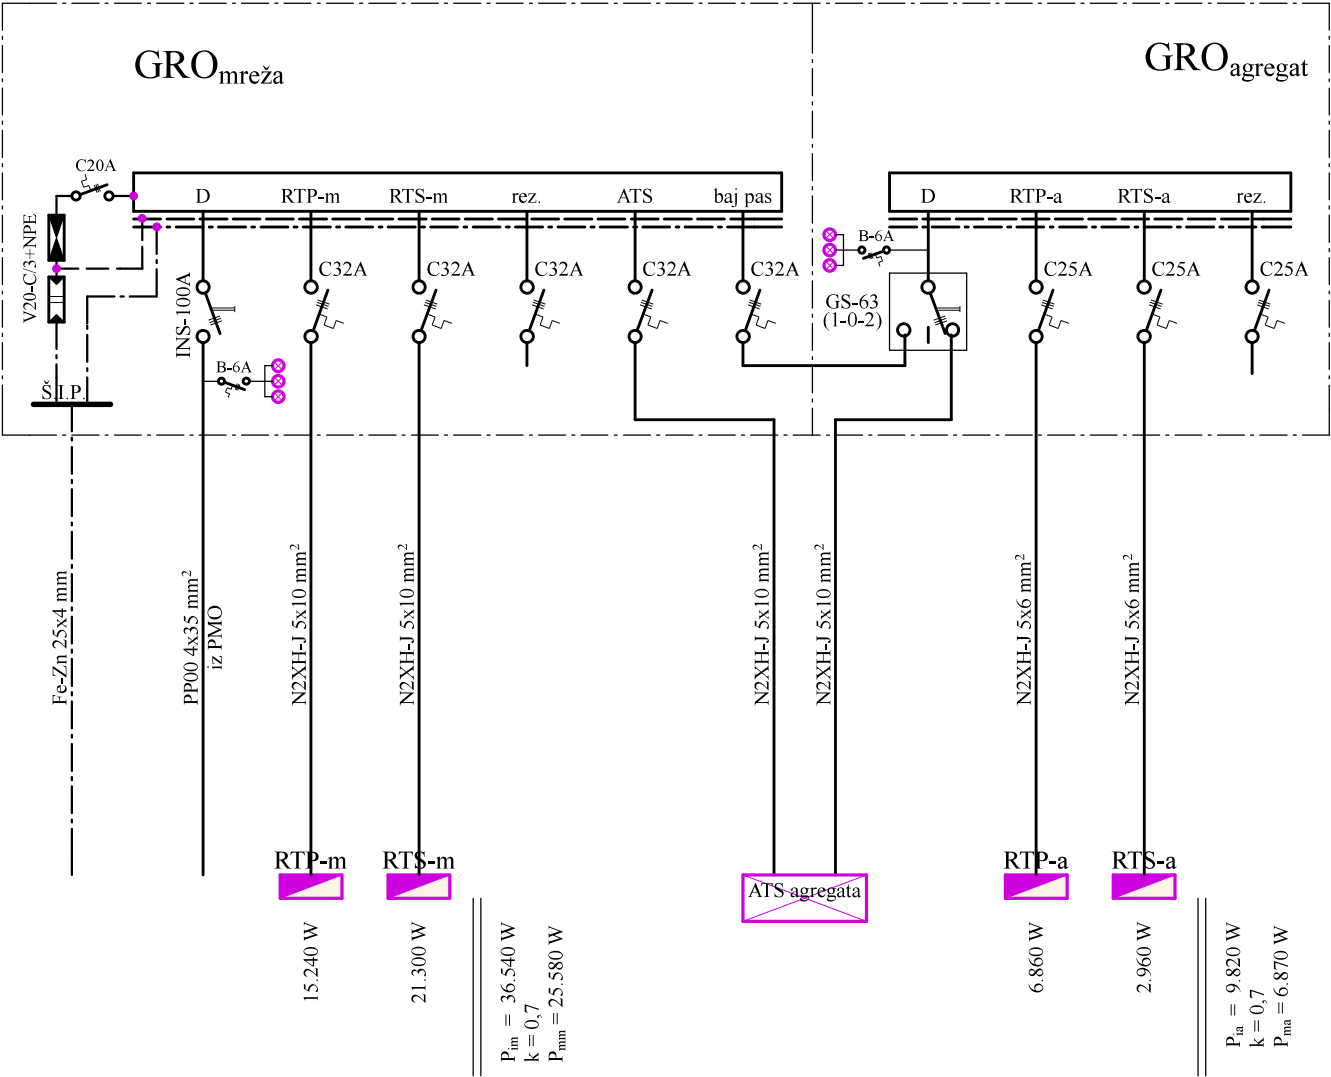 GROmreža
GROagregat
C20A
D
RTP-m
RTS-m
rez.
ATS
baj pas
D
RTP-a
RTS-a
rez.
V20-C/3+NPE
INS-100A
C32A
C32A
C32A
C32A
C32A
B-6A
GS-63
(1-0-2)
C25A
C25A
C25A
B-6A
Š.I.P.
Fe-Zn 25x4 mm
PP00 4x35 mm²
iz PMO
N2XH-J 5x10 mm²
N2XH-J 5x10 mm²
N2XH-J 5x10 mm²
N2XH-J 5x10 mm²
N2XH-J 5x6 mm²
N2XH-J 5x6 mm²
RTP-m
RTS-m
ATS agregata
RTP-a
RTS-a
15.240 W
21.300 W
Pim = 36.540 W
k = 0,7
Pmm = 25.580 W
6.860 W
2.960 W
Pia = 9.820 W
k = 0,7
Pma = 6.870 W